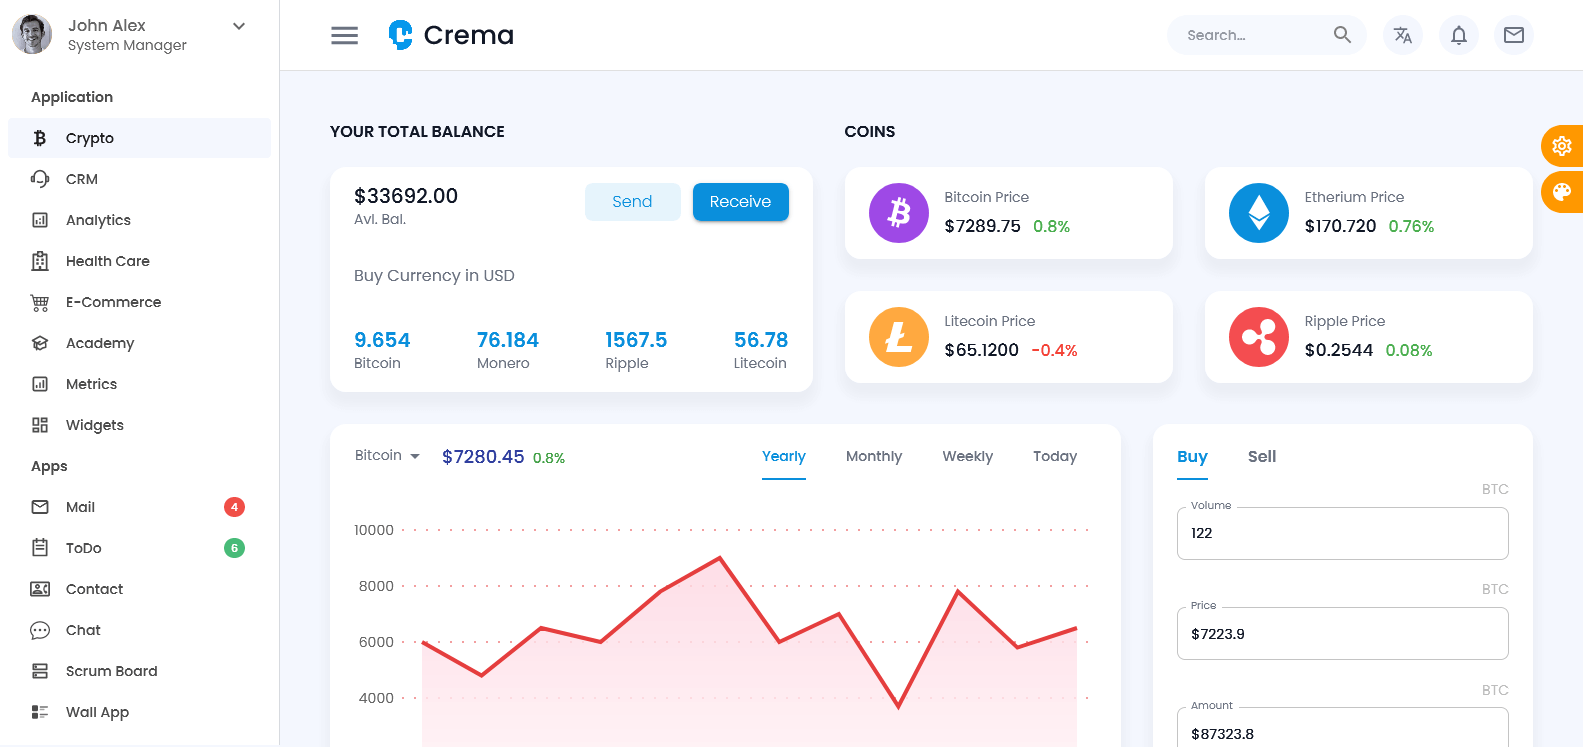 John Alex
System Manager
Application
Crypto
CRM
Analytics
Health Care
E-Commerce
Academy
Metrics
Widgets
Apps
Mail 4
ToDo 6
Contact
Chat
Scrum Board
Wall App
Crema
Search...
YOUR TOTAL BALANCE
$33692.00
Avl. Bal.
Send Receive
Buy Currency in USD
9.654 76.184 1567.5 56.78
Bitcoin Monero Ripple Litecoin
COINS
Bitcoin Price
$7289.75 0.8%
Etherium Price
$170.720 0.76%
Litecoin Price
$65.1200 -0.4%
Ripple Price
$0.2544 0.08%
Bitcoin $7280.45 0.8% Yearly Monthly Weekly Today
10000
8000
6000
4000
Buy Sell
BTC
Volume
122
BTC
Price
$7223.9
BTC
Amount
$87323.8